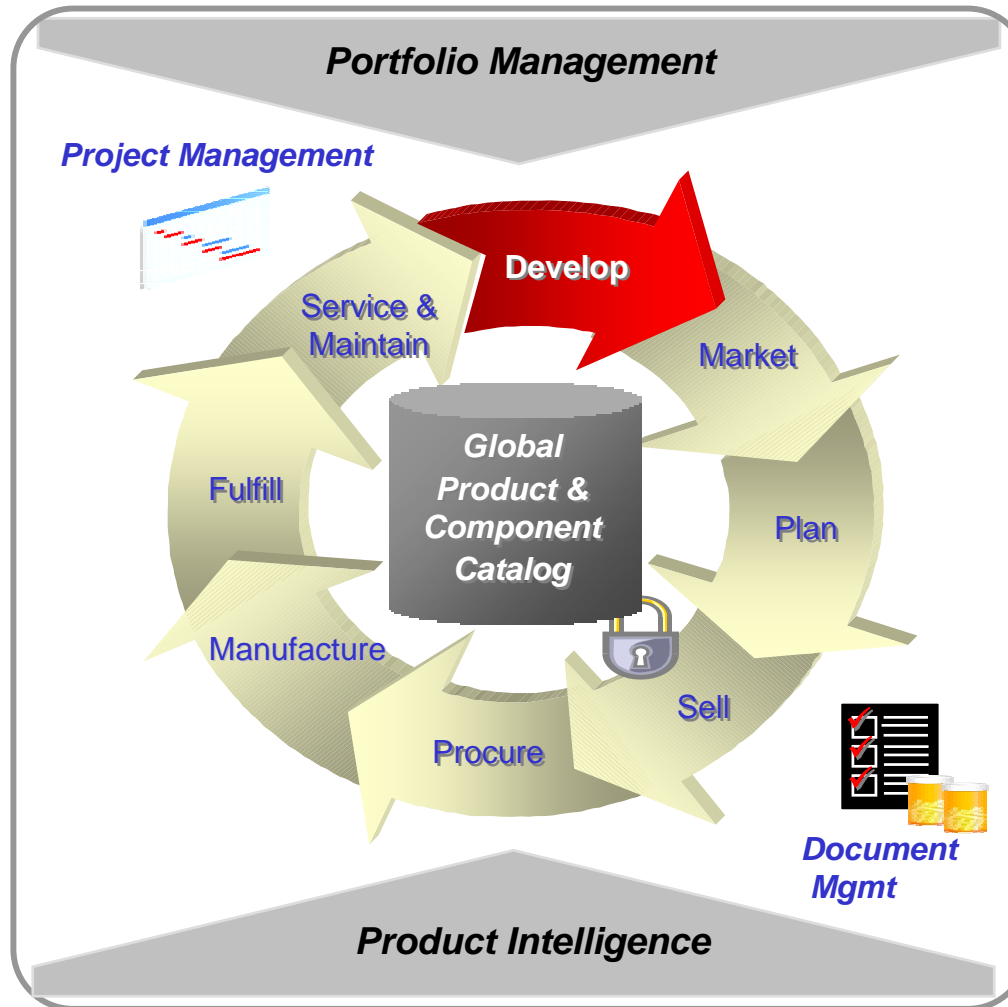 Portfolio Management
Project Management
Develop
Service &
Maintain
Market
Global
Product &
Component
Catalog
Fulfill
Plan
Manufacture
Sell
Procure
Document
Mgmt
Product Intelligence